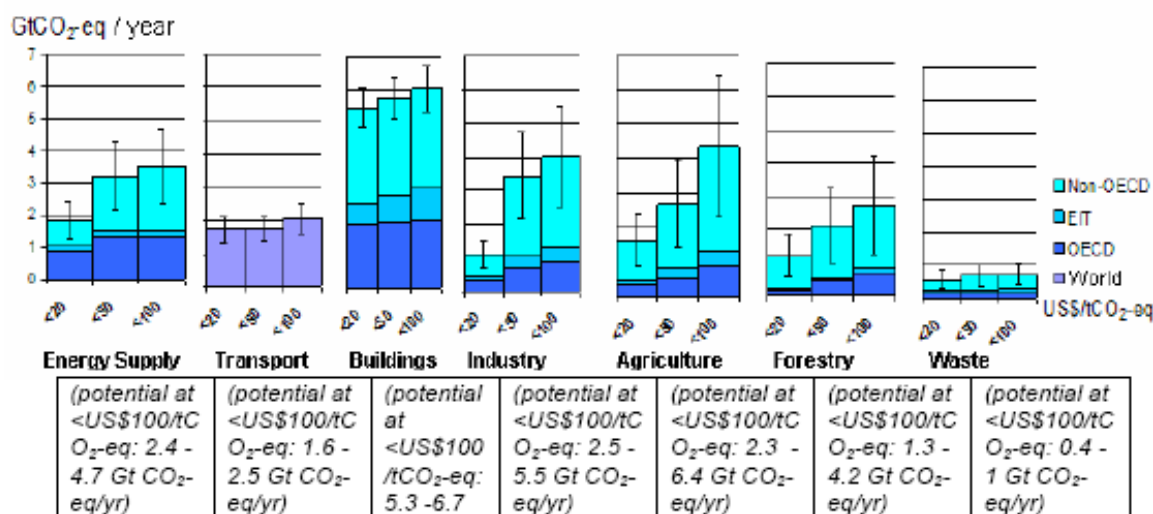 GtCO₂-eq / year
7
6
5
4
3
2
1
0
<20 <50 <100
<20 <50 <100
<20 <50 <100
<20 <50 <100
<20 <50 <100
<20 <50 <100
<20 <50 <100
Non-OECD
EIT
OECD
World
US$/tCO₂-eq
Energy Supply Transport Buildings Industry Agriculture Forestry Waste
(potential at
<US$100/tC
O₂-eq: 2.4 -
4.7 Gt CO₂-
eq/yr)
(potential at
<US$100/tC
O₂-eq: 1.6 -
2.5 Gt CO₂-
eq/yr)
(potential
at
<US$100
/tCO₂-eq:
5.3 -6.7
(potential at
<US$100/tC
O₂-eq: 2.5 -
5.5 Gt CO₂-
eq/yr)
(potential at
<US$100/tC
O₂-eq: 2.3 -
6.4 Gt CO₂-
eq/yr)
(potential at
<US$100/tC
O₂-eq: 1.3 -
4.2 Gt CO₂-
eq/yr)
(potential at
<US$100/tC
O₂-eq: 0.4 -
1 Gt CO₂-
eq/yr)